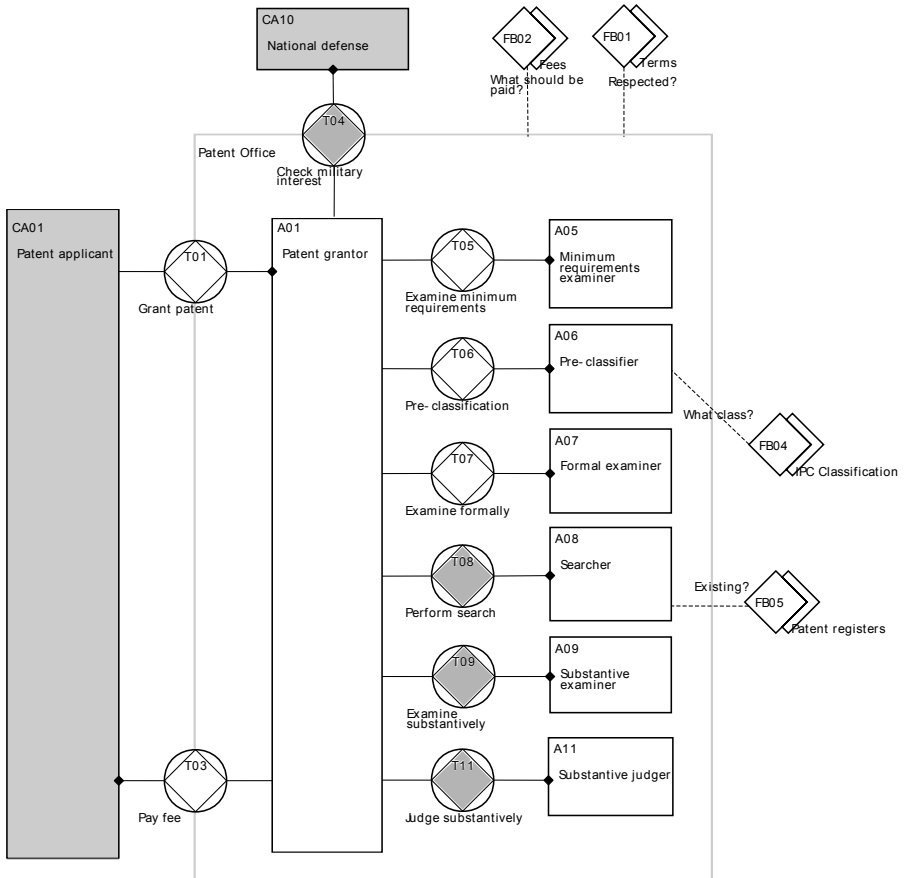 CA10
National defense
FB02
Fees
What should be
paid?
FB01
Terms
Respected?
T04
Patent Office
Check military
interest
CA01
Patent applicant
T01
Grant patent
A01
Patent grantor
T05
Examine minimum
requirements
A05
Minimum
requirements
examiner
T06
Pre-classification
A06
Pre-classifier
What class?
FB04
IPC Classification
T07
Examine formally
A07
Formal examiner
T08
Perform search
A08
Searcher
Existing?
FB05
Patent registers
T09
Examine
substantively
A09
Substantive
examiner
T03
Pay fee
T11
Judge substantively
A11
Substantive judger